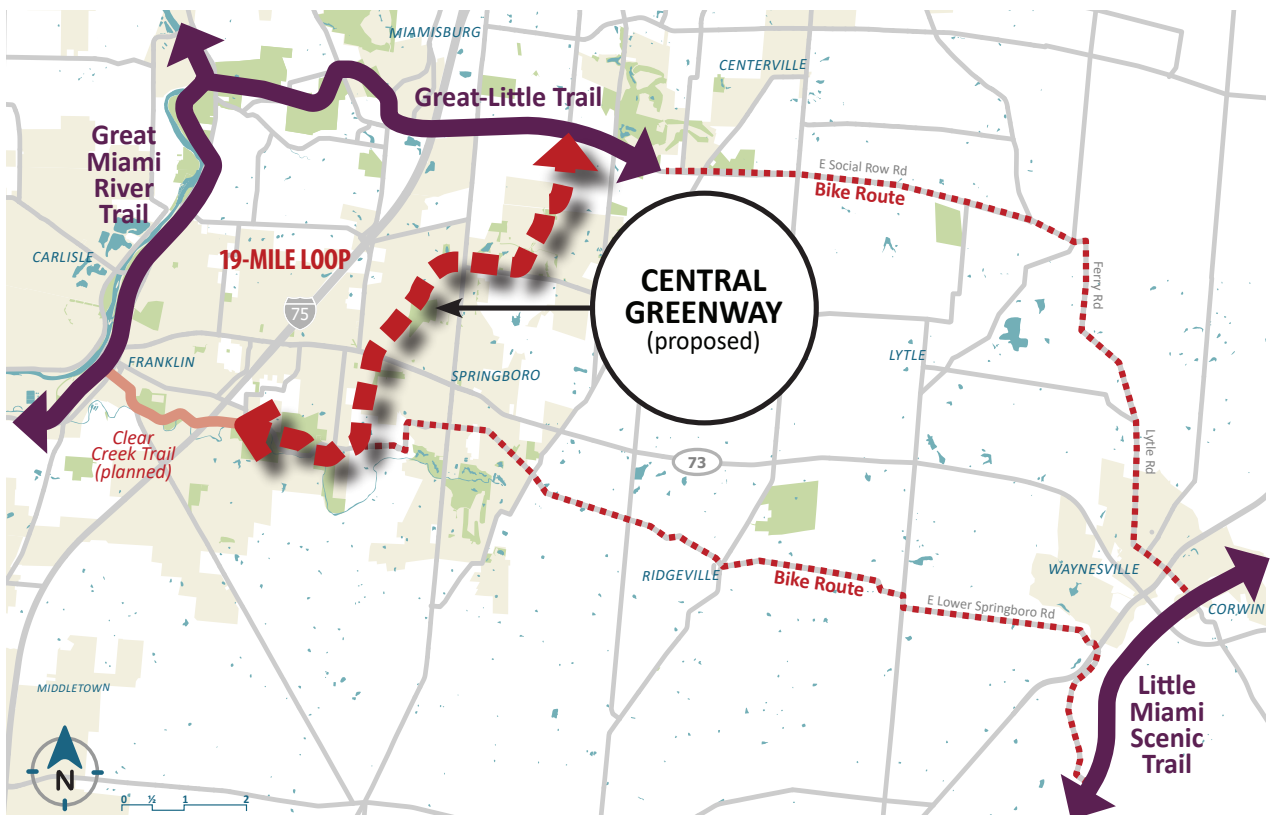 MIAMISBURG
CENTERVILLE
Great-Little Trail
Great
Miami
River
Trail
E Social Row Rd
Bike Route
CARLISLE
19-MILE LOOP
75
CENTRAL
GREENWAY
(proposed)
Ferry Rd
FRANKLIN
SPRINGBORO
LYTLE
Clear
Creek Trail
(planned)
73
Lytle Rd
RIDGEVILLE
Bike Route
WAYNESVILLE
E Lower Springboro Rd
CORWIN
MIDDLETOWN
Little
Miami
Scenic
Trail
N
0 ½ 1 2